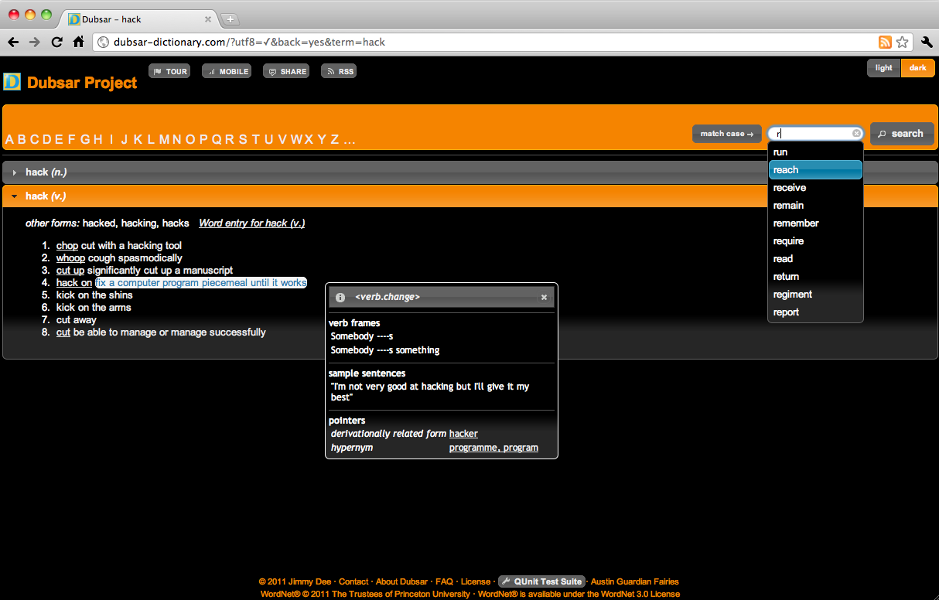 Dubsar – hack
dubsar-dictionary.com/?utf8=✓&back=yes&term=hack
Dubsar Project
TOUR
MOBILE
SHARE
RSS
light
dark
A B C D E F G H I J K L M N O P Q R S T U V W X Y Z ...
match case →
r
search
run
reach
receive
remain
remember
require
read
return
regiment
report
hack (n.)
hack (v.)
other forms: hacked, hacking, hacks Word entry for hack (v.)
1. chop cut with a hacking tool
2. whoop cough spasmodically
3. cut up significantly cut up a manuscript
4. hack on fix a computer program piecemeal until it works
5. kick on the shins
6. kick on the arms
7. cut away
8. cut be able to manage or manage successfully
<verb.change>
verb frames
Somebody ----s
Somebody ----s something
sample sentences
"I'm not very good at hacking but I'll give it my
best"
pointers
derivationally related form hacker
hypernym programme, program
© 2011 Jimmy Dee · Contact · About Dubsar · FAQ · License · QUnit Test Suite · Austin Guardian Fairies
WordNet® © 2011 The Trustees of Princeton University · WordNet® is available under the WordNet 3.0 License